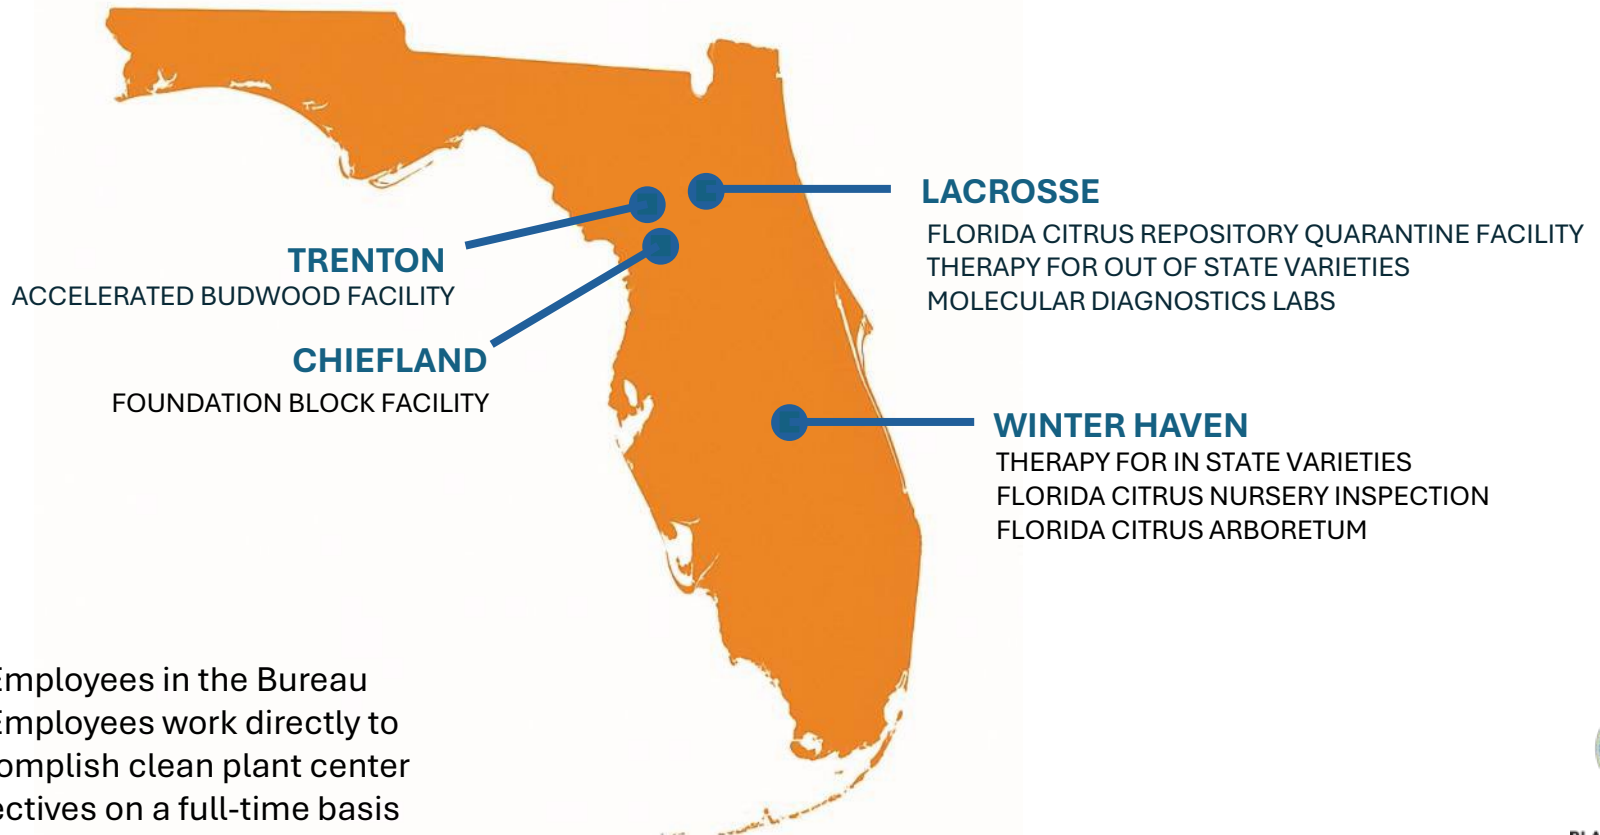 LACROSSE
FLORIDA CITRUS REPOSITORY QUARANTINE FACILITY
THERAPY FOR OUT OF STATE VARIETIES
MOLECULAR DIAGNOSTICS LABS
TRENTON
ACCELERATED BUDWOOD FACILITY
CHIEFLAND
FOUNDATION BLOCK FACILITY
WINTER HAVEN
THERAPY FOR IN STATE VARIETIES
FLORIDA CITRUS NURSERY INSPECTION
FLORIDA CITRUS ARBORETUM
Employees in the Bureau
Employees work directly to
omplish clean plant center
ectives on a full-time basis